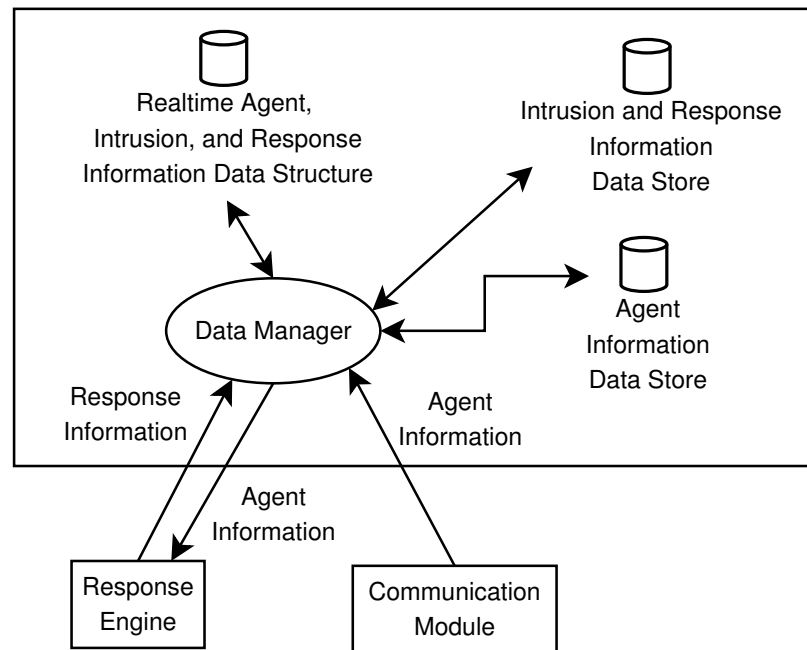 Realtime Agent,
Intrusion, and Response
Information Data Structure
Intrusion and Response
Information
Data Store
Agent
Information
Data Store
Data Manager
Response
Information
Agent
Information
Agent
Information
Response
Engine
Communication
Module